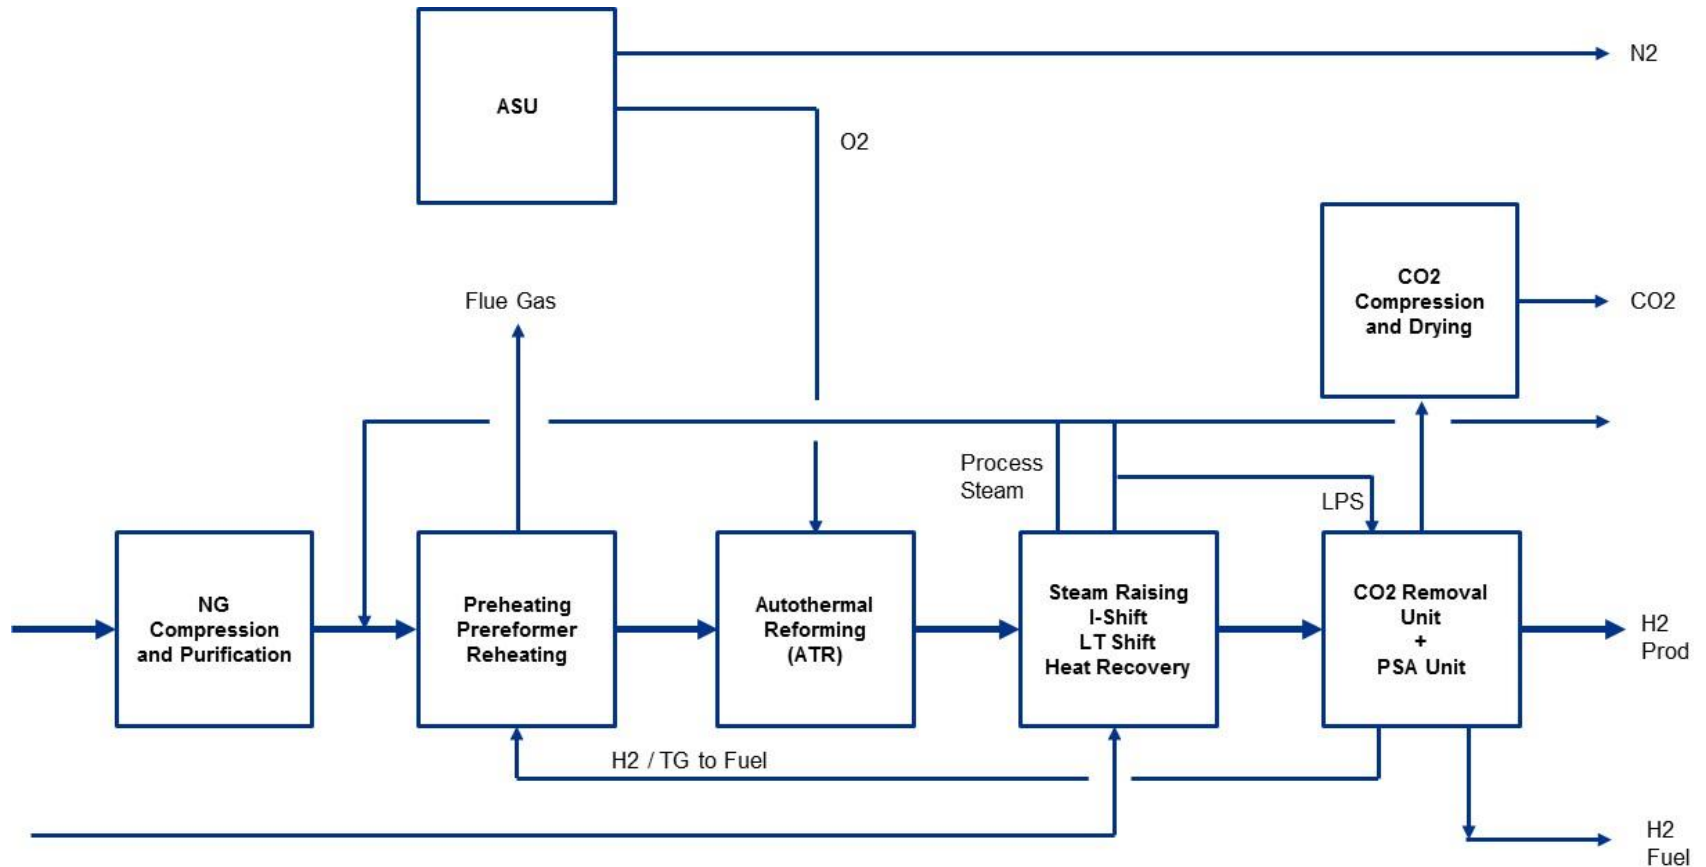 N2
ASU
O2
CO2
Compression
and Drying
CO2
Flue Gas
Process
Steam
LPS
NG
Compression
and Purification
Preheating
Prereformer
Reheating
Autothermal
Reforming
(ATR)
Steam Raising
I-Shift
LT Shift
Heat Recovery
CO2 Removal
Unit
+
PSA Unit
H2
Prod
H2 / TG to Fuel
H2
Fuel